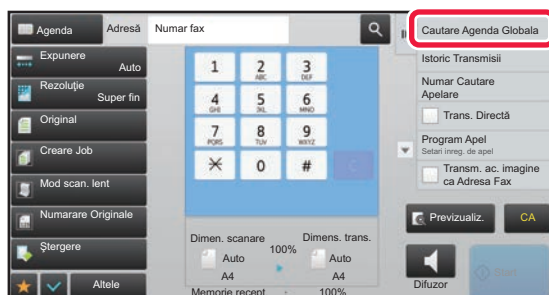 Agenda
Adresă
Numar fax
Cautare Agenda Globala
Expunere
Auto
Istoric Transmisii
Rezoluţie
Super fin
Numar Cautare
Apelare
Original
Trans. Directă
Creare Job
Program Apel
Setari inreg. de apel
Mod scan. lent
Transm. ac. imagine
ca Adresa Fax
Numarare Originale
Previzualiz.
CA
Ştergere
Altele
1
2
ABC
3
DEF
4
GHI
5
JKL
6
MNO
7
PQRS
8
TUV
9
WXYZ
0
#
C
Dimen. scanare
100%
Dimens. trans.
Auto
A4
Auto
A4
Memorie recept. : 100%
Difuzor
Start